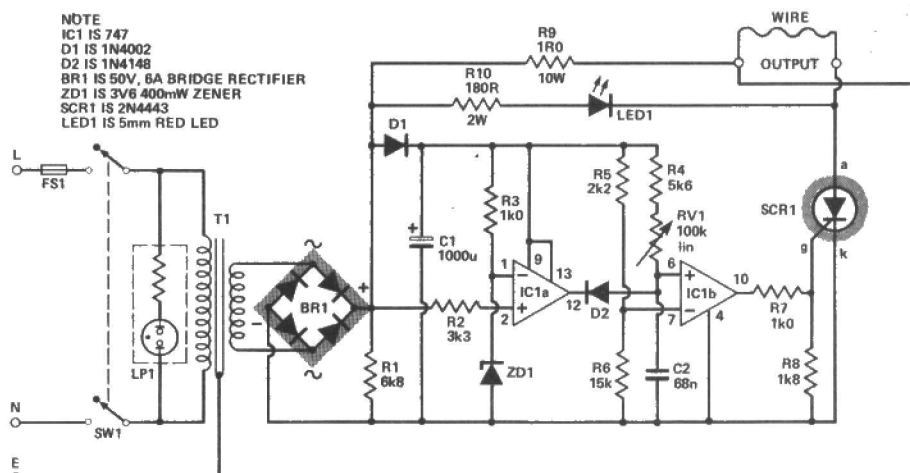 NOTE
IC1 IS 747
D1 IS 1N4002
D2 IS 1N4148
BR1 IS 50V, 6A BRIDGE RECTIFIER
ZD1 IS 3V6 400mW ZENER
SCR1 IS 2N4443
LED1 IS 5mm RED LED
WIRE
OUTPUT
R9
1R0
10W
R10
180R
2W
LED1
D1
L
FS1
T1
R3
1k0
R5
2k2
R4
5k6
RV1
100k
lin
a
SCR1
g
k
+
C1
1000u
1
9
13
−
+
IC1a
12
2
D2
6
+
−
IC1b
10
7
4
R7
1k0
~
BR1
+
−
~
R2
3k3
LP1
R1
6k8
ZD1
R6
15k
C2
68n
R8
1k8
N
SW1
E